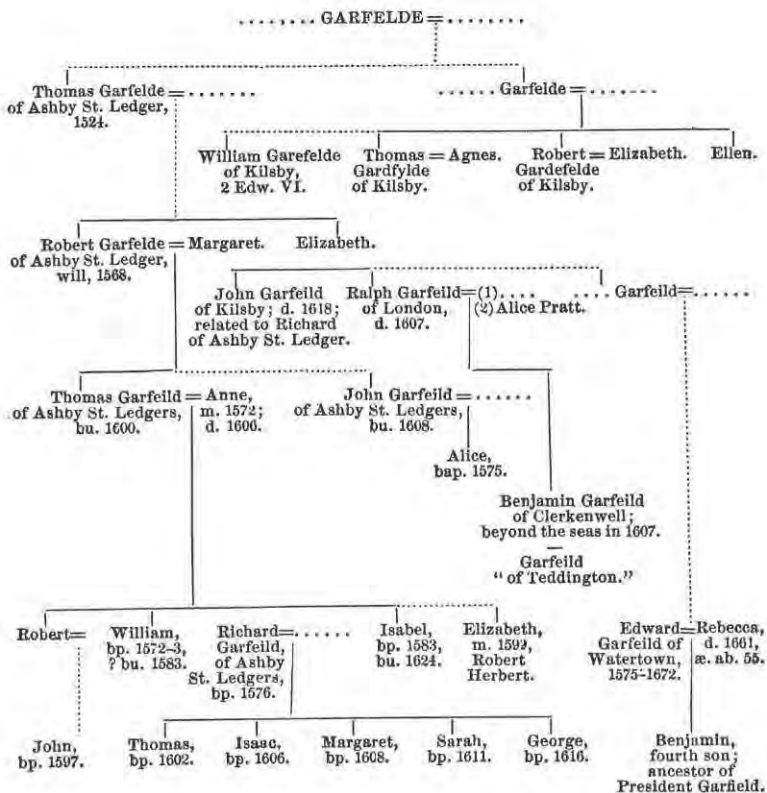 ........ GARFELDE = ........
Thomas Garfelde = .......
of Ashby St. Ledger,
1524.
...... Garfelde = .......
William Garefelde
of Kilsby,
2 Edw. VI.
Thomas = Agnes.
Gardfylde
of Kilsby.
Robert = Elizabeth.
Gardefelde
of Kilsby.
Ellen.
Robert Garfelde = Margaret.
of Ashby St. Ledger,
will, 1568.
Elizabeth.
John Garfeild
of Kilsby; d. 1618;
related to Richard
of Ashby St. Ledger.
Ralph Garfeild = (1)....
of London,
d. 1607.
(2) Alice Pratt.
.... Garfeild = ......
Thomas Garfeild = Anne,
of Ashby St. Ledgers,
bu. 1600.
m. 1572;
d. 1606.
John Garfeild = ......
of Ashby St. Ledgers,
bu. 1608.
Alice,
bap. 1575.
Benjamin Garfeild
of Clerkenwell;
beyond the seas in 1607.
—
Garfeild
"of Teddington."
Robert =
William,
bp. 1572-3,
? bu. 1583.
Richard = ......
Garfeild,
of Ashby
St. Ledgers,
bp. 1576.
Isabel,
bp. 1583,
bu. 1624.
Elizabeth,
m. 1592,
Robert
Herbert.
Edward = Rebecca,
Garfeild of
Watertown,
1575-1672.
d. 1661,
æ. ab. 55.
John,
bp. 1597.
Thomas,
bp. 1602.
Isaac,
bp. 1606.
Margaret,
bp. 1608.
Sarah,
bp. 1611.
George,
bp. 1616.
Benjamin,
fourth son;
ancestor of
President Garfield.